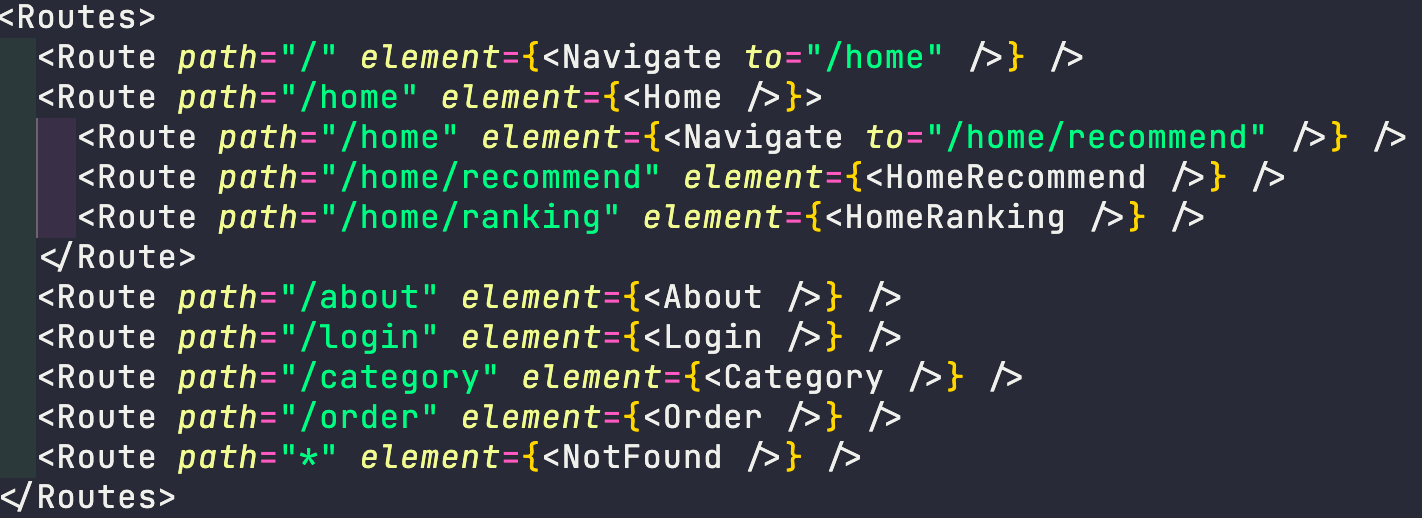 <Routes>
<Route path="/" element={<Navigate to="/home" />} />
<Route path="/home" element={<Home />}>
<Route path="/home" element={<Navigate to="/home/recommend" />} />
<Route path="/home/recommend" element={<HomeRecommend />} />
<Route path="/home/ranking" element={<HomeRanking />} />
</Route>
<Route path="/about" element={<About />} />
<Route path="/login" element={<Login />} />
<Route path="/category" element={<Category />} />
<Route path="/order" element={<Order />} />
<Route path="*" element={<NotFound />} />
</Routes>